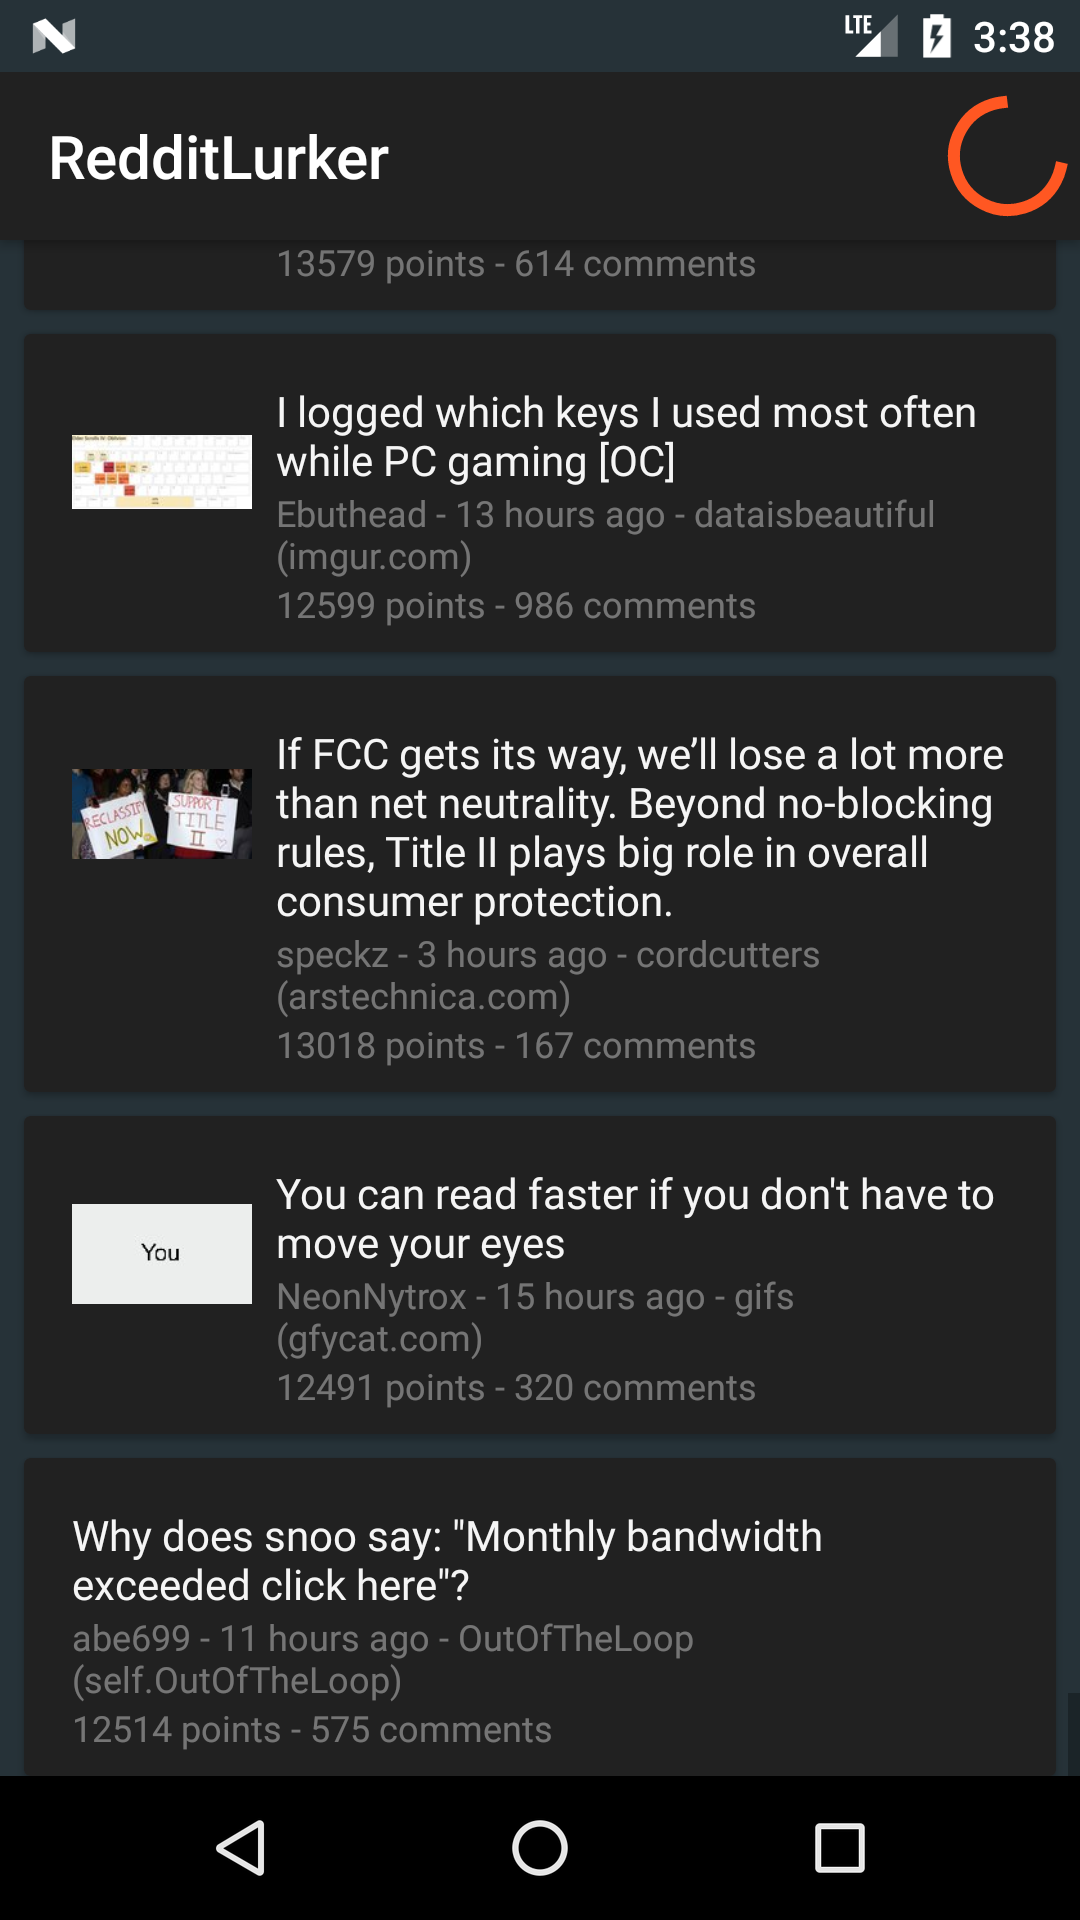 LTE 3:38
RedditLurker
13579 points - 614 comments
I logged which keys I used most often
while PC gaming [OC]
Ebuthead - 13 hours ago - dataisbeautiful
(imgur.com)
12599 points - 986 comments
If FCC gets its way, we’ll lose a lot more
than net neutrality. Beyond no-blocking
rules, Title II plays big role in overall
consumer protection.
RECLASSIFY
NOW.
SUPPORT
TITLE
II
speckz - 3 hours ago - cordcutters
(arstechnica.com)
13018 points - 167 comments
You can read faster if you don't have to
move your eyes
You
NeonNytrox - 15 hours ago - gifs
(gfycat.com)
12491 points - 320 comments
Why does snoo say: "Monthly bandwidth
exceeded click here"?
abe699 - 11 hours ago - OutOfTheLoop
(self.OutOfTheLoop)
12514 points - 575 comments